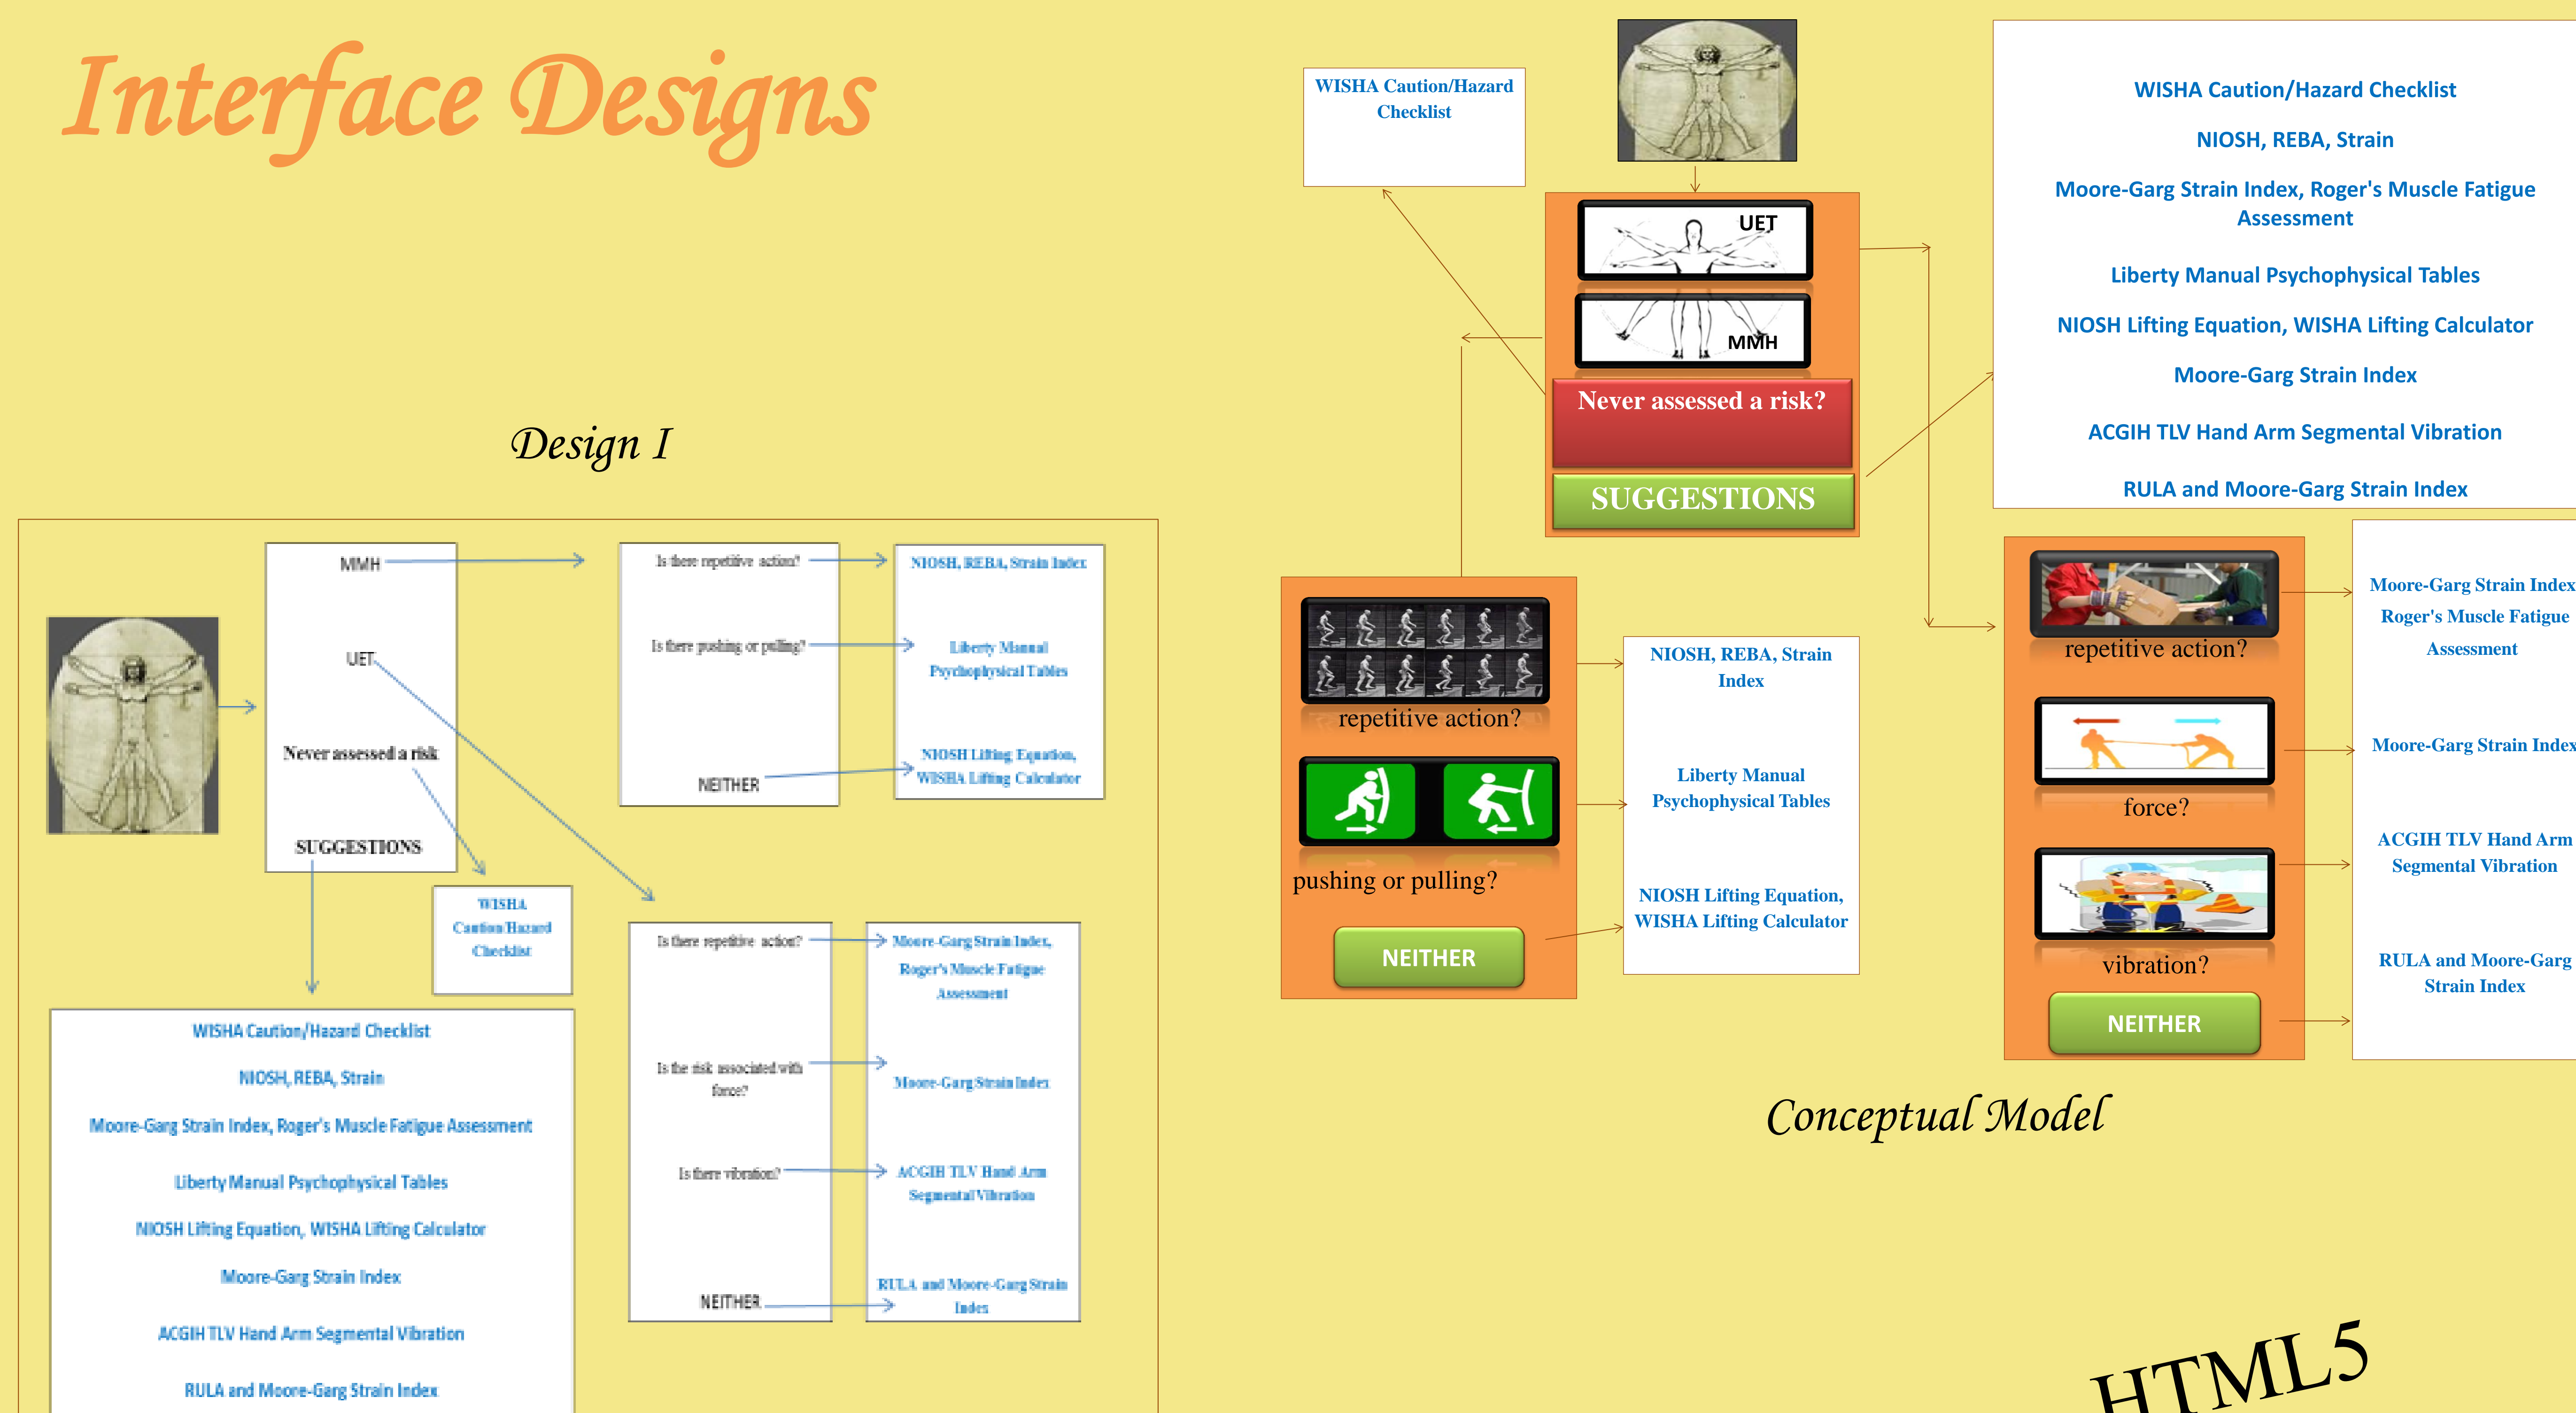 Interface Designs
Design I
MMH
UET
Never assessed a risk
SUGGESTIONS
Is there repetitive action?
Is there pushing or pulling?
NEITHER
NIOSH, REBA, Strain Index
Liberty Manual
Psychophysical Tables
NIOSH Lifting Equation,
WISHA Lifting Calculator
WISHA
Caution/Hazard
Checklist
Is there repetitive action?
Is the risk associated with
force?
Is there vibration?
NEITHER
Moore-Garg Strain Index,
Roger's Muscle Fatigue
Assessment
Moore-Garg Strain Index
ACGIH TLV Hand Arm
Segmental Vibration
RULA and Moore-Garg Strain
Index
WISHA Caution/Hazard Checklist
NIOSH, REBA, Strain
Moore-Garg Strain Index, Roger's Muscle Fatigue Assessment
Liberty Manual Psychophysical Tables
NIOSH Lifting Equation, WISHA Lifting Calculator
Moore-Garg Strain Index
ACGIH TLV Hand Arm Segmental Vibration
RULA and Moore-Garg Strain Index
WISHA Caution/Hazard
Checklist
UET
MMH
Never assessed a risk?
SUGGESTIONS
WISHA Caution/Hazard Checklist
NIOSH, REBA, Strain
Moore-Garg Strain Index, Roger's Muscle Fatigue
Assessment
Liberty Manual Psychophysical Tables
NIOSH Lifting Equation, WISHA Lifting Calculator
Moore-Garg Strain Index
ACGIH TLV Hand Arm Segmental Vibration
RULA and Moore-Garg Strain Index
repetitive action?
pushing or pulling?
NEITHER
NIOSH, REBA, Strain
Index
Liberty Manual
Psychophysical Tables
NIOSH Lifting Equation,
WISHA Lifting Calculator
repetitive action?
force?
vibration?
NEITHER
Moore-Garg Strain Index
Roger's Muscle Fatigue
Assessment
Moore-Garg Strain Index
ACGIH TLV Hand Arm
Segmental Vibration
RULA and Moore-Garg
Strain Index
Conceptual Model
HTML5